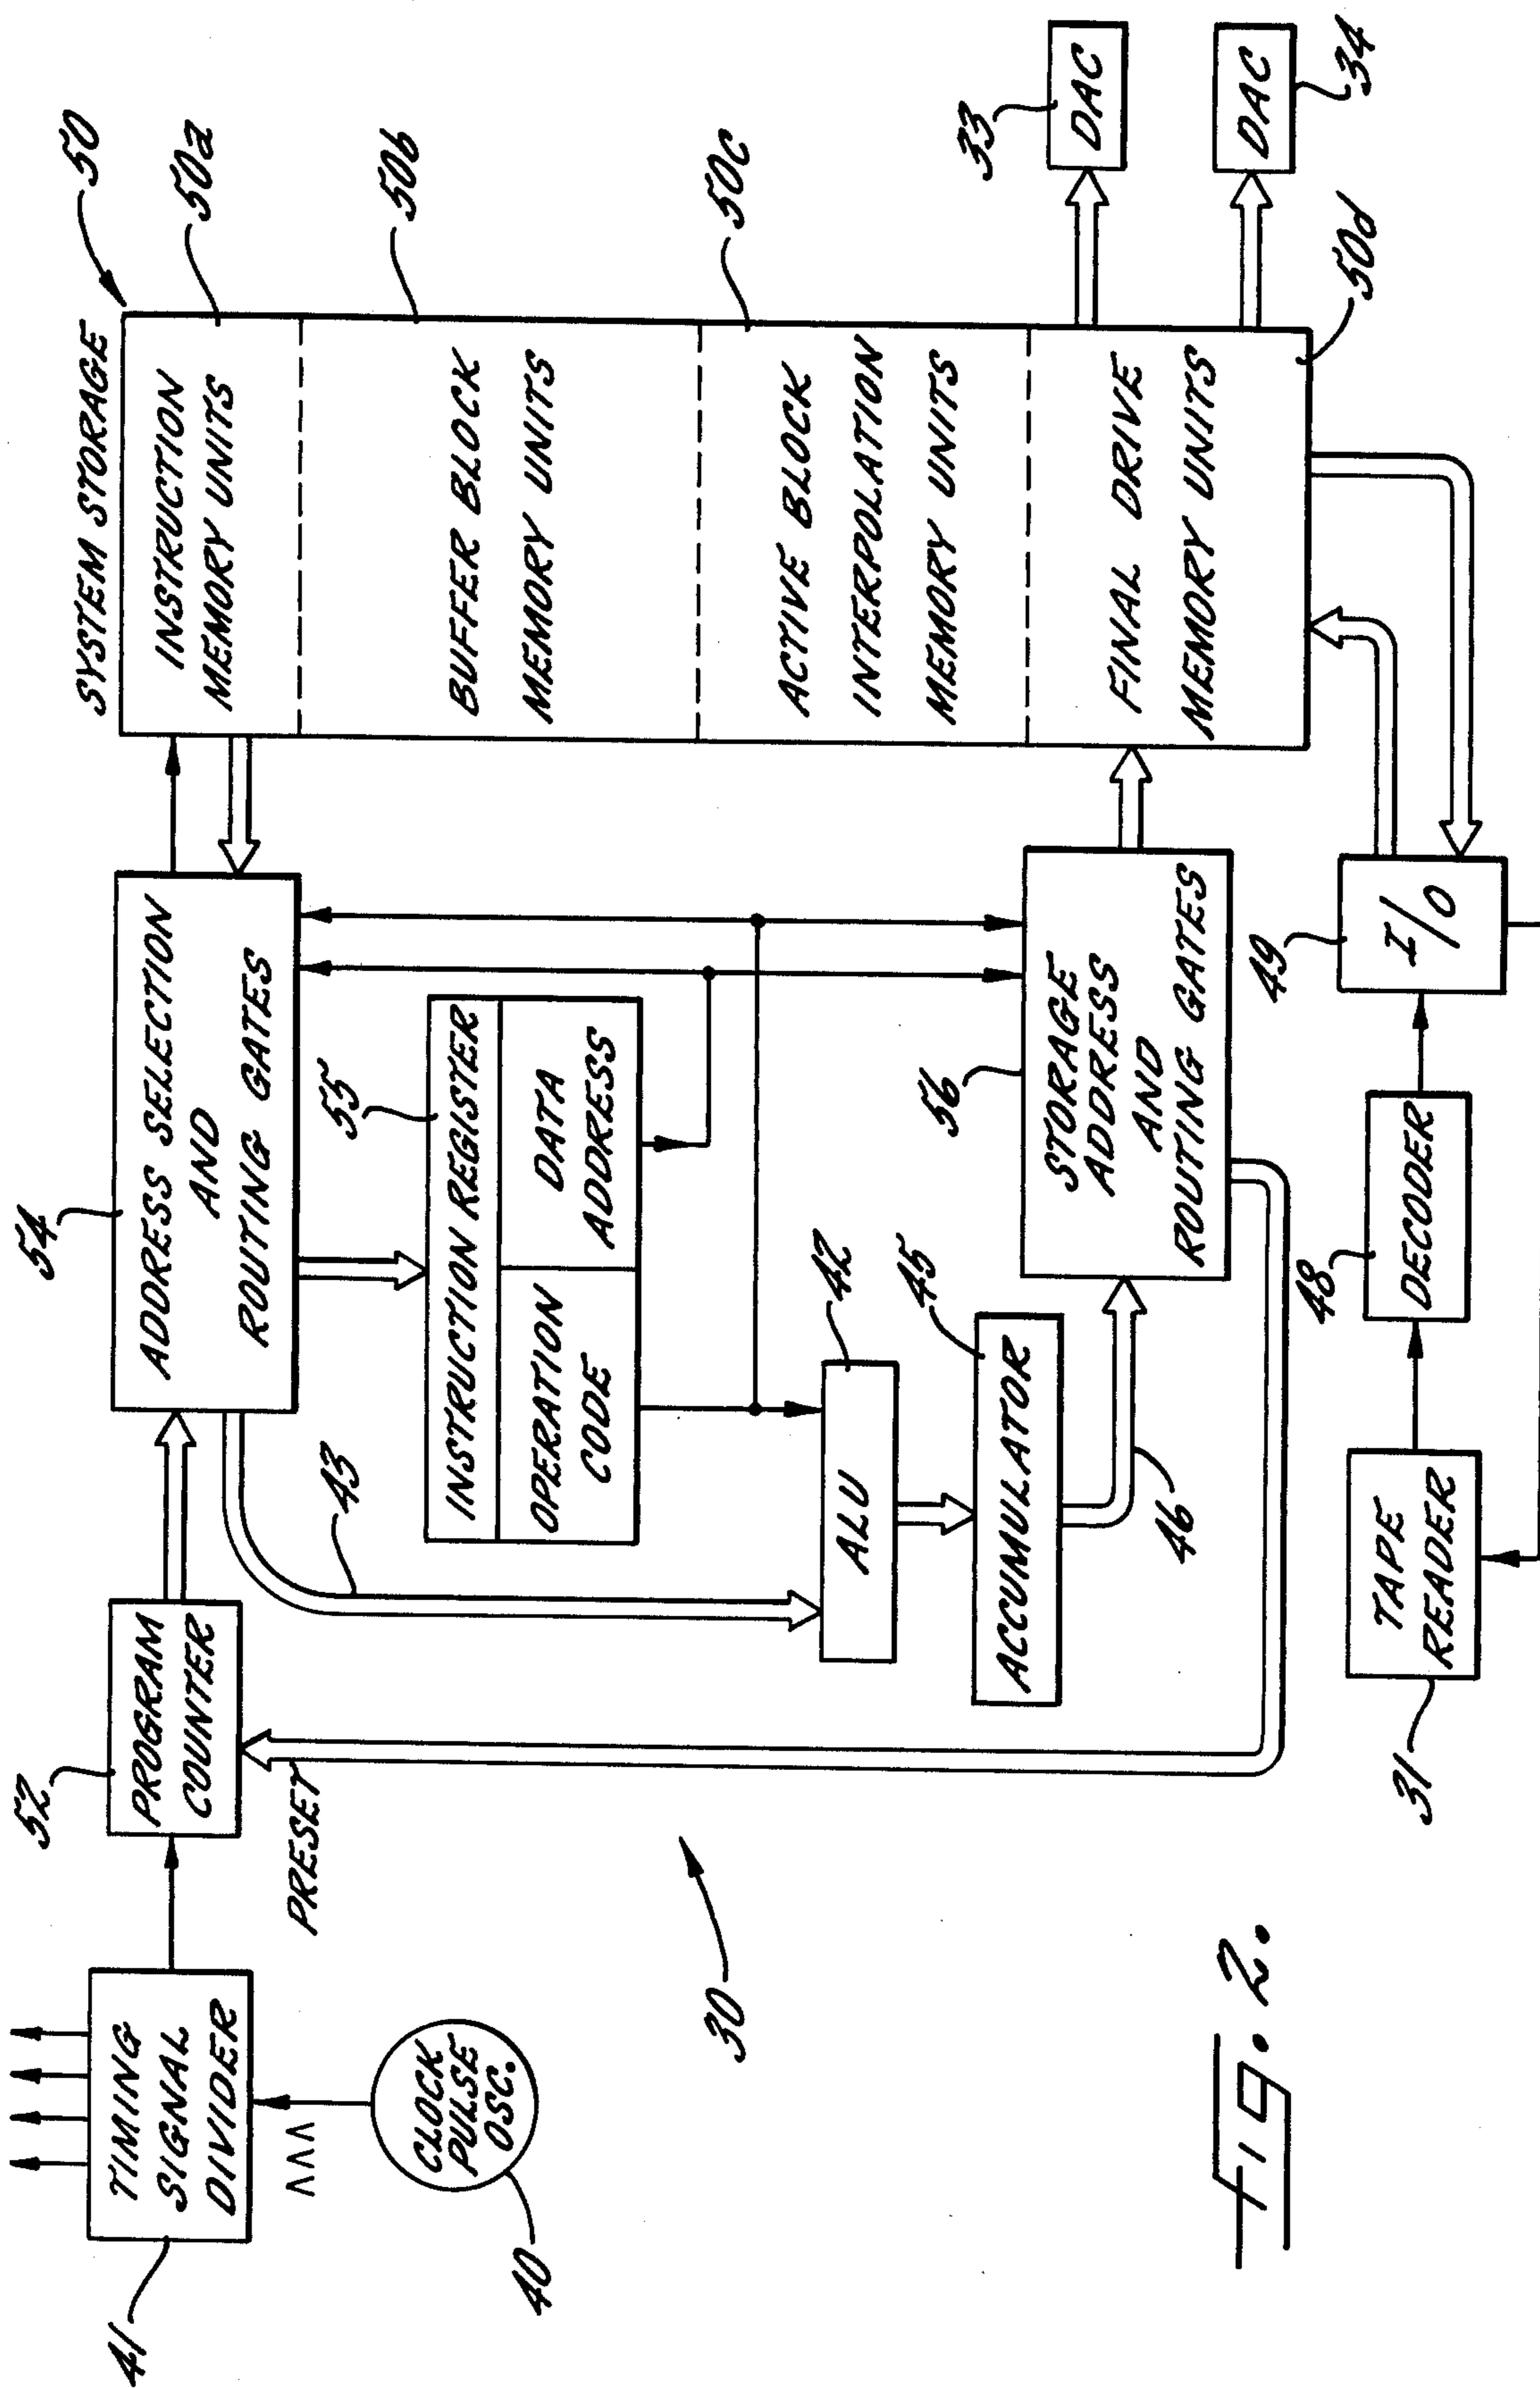 SYSTEM STORAGE
50
INSTRUCTION
MEMORY UNITS
50a
BUFFER BLOCK
MEMORY UNITS
50b
ACTIVE BLOCK
INTERPOLATION
MEMORY UNITS
50c
FINAL DRIVE
MEMORY UNITS
50d
33
DAC
DAC
34
54
ADDRESS SELECTION
AND
ROUTING GATES
55
INSTRUCTION REGISTER
OPERATION
CODE
DATA
ADDRESS
43
42
ALU
45
ACCUMULATOR
46
56
STORAGE
ADDRESS
AND
ROUTING GATES
49
I/O
48
DECODER
TAPE
READER
31
52
PROGRAM
COUNTER
PRESET
TIMING
SIGNAL
DIVIDER
41
CLOCK
PULSE
OSC.
40
30
FIG. 2.